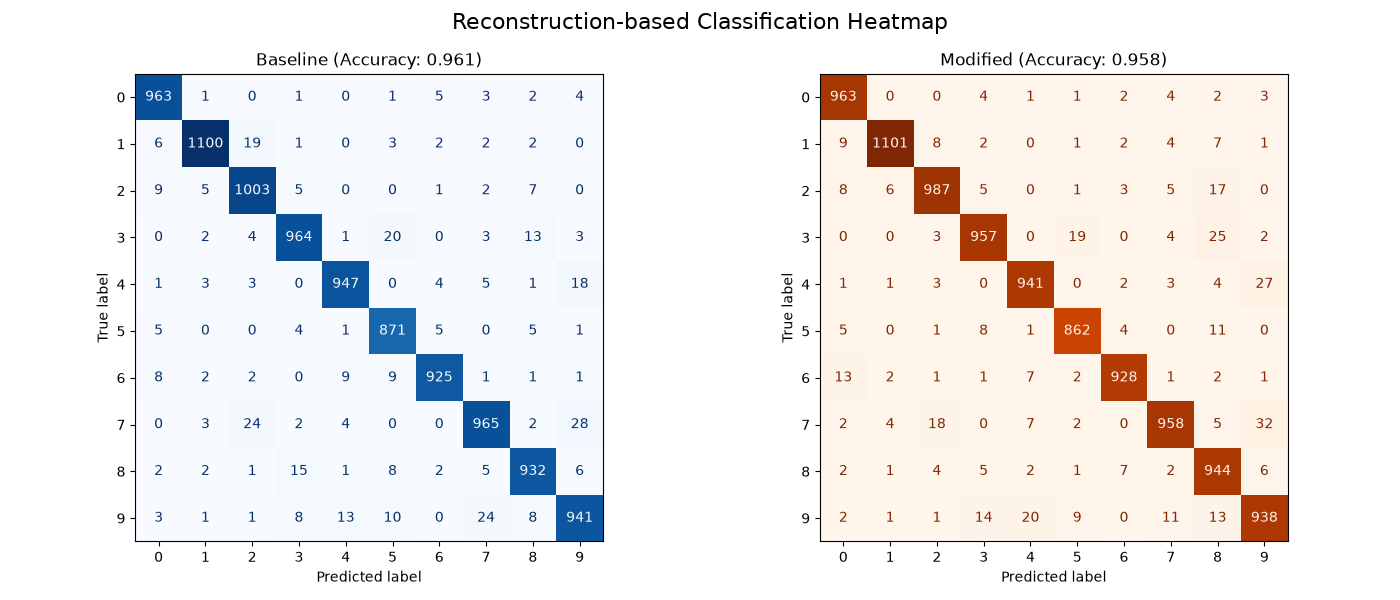 Reconstruction-based Classification Heatmap
Baseline (Accuracy: 0.961)
True label
0 963 1 0 1 0 1 5 3 2 4
1 6 1100 19 1 0 3 2 2 2 0
2 9 5 1003 5 0 0 1 2 7 0
3 0 2 4 964 1 20 0 3 13 3
4 1 3 3 0 947 0 4 5 1 18
5 5 0 0 4 1 871 5 0 5 1
6 8 2 2 0 9 9 925 1 1 1
7 0 3 24 2 4 0 0 965 2 28
8 2 2 1 15 1 8 2 5 932 6
9 3 1 1 8 13 10 0 24 8 941
0 1 2 3 4 5 6 7 8 9
Predicted label
Modified (Accuracy: 0.958)
True label
0 963 0 0 4 1 1 2 4 2 3
1 9 1101 8 2 0 1 2 4 7 1
2 8 6 987 5 0 1 3 5 17 0
3 0 0 3 957 0 19 0 4 25 2
4 1 1 3 0 941 0 2 3 4 27
5 5 0 1 8 1 862 4 0 11 0
6 13 2 1 1 7 2 928 1 2 1
7 2 4 18 0 7 2 0 958 5 32
8 2 1 4 5 2 1 7 2 944 6
9 2 1 1 14 20 9 0 11 13 938
0 1 2 3 4 5 6 7 8 9
Predicted label